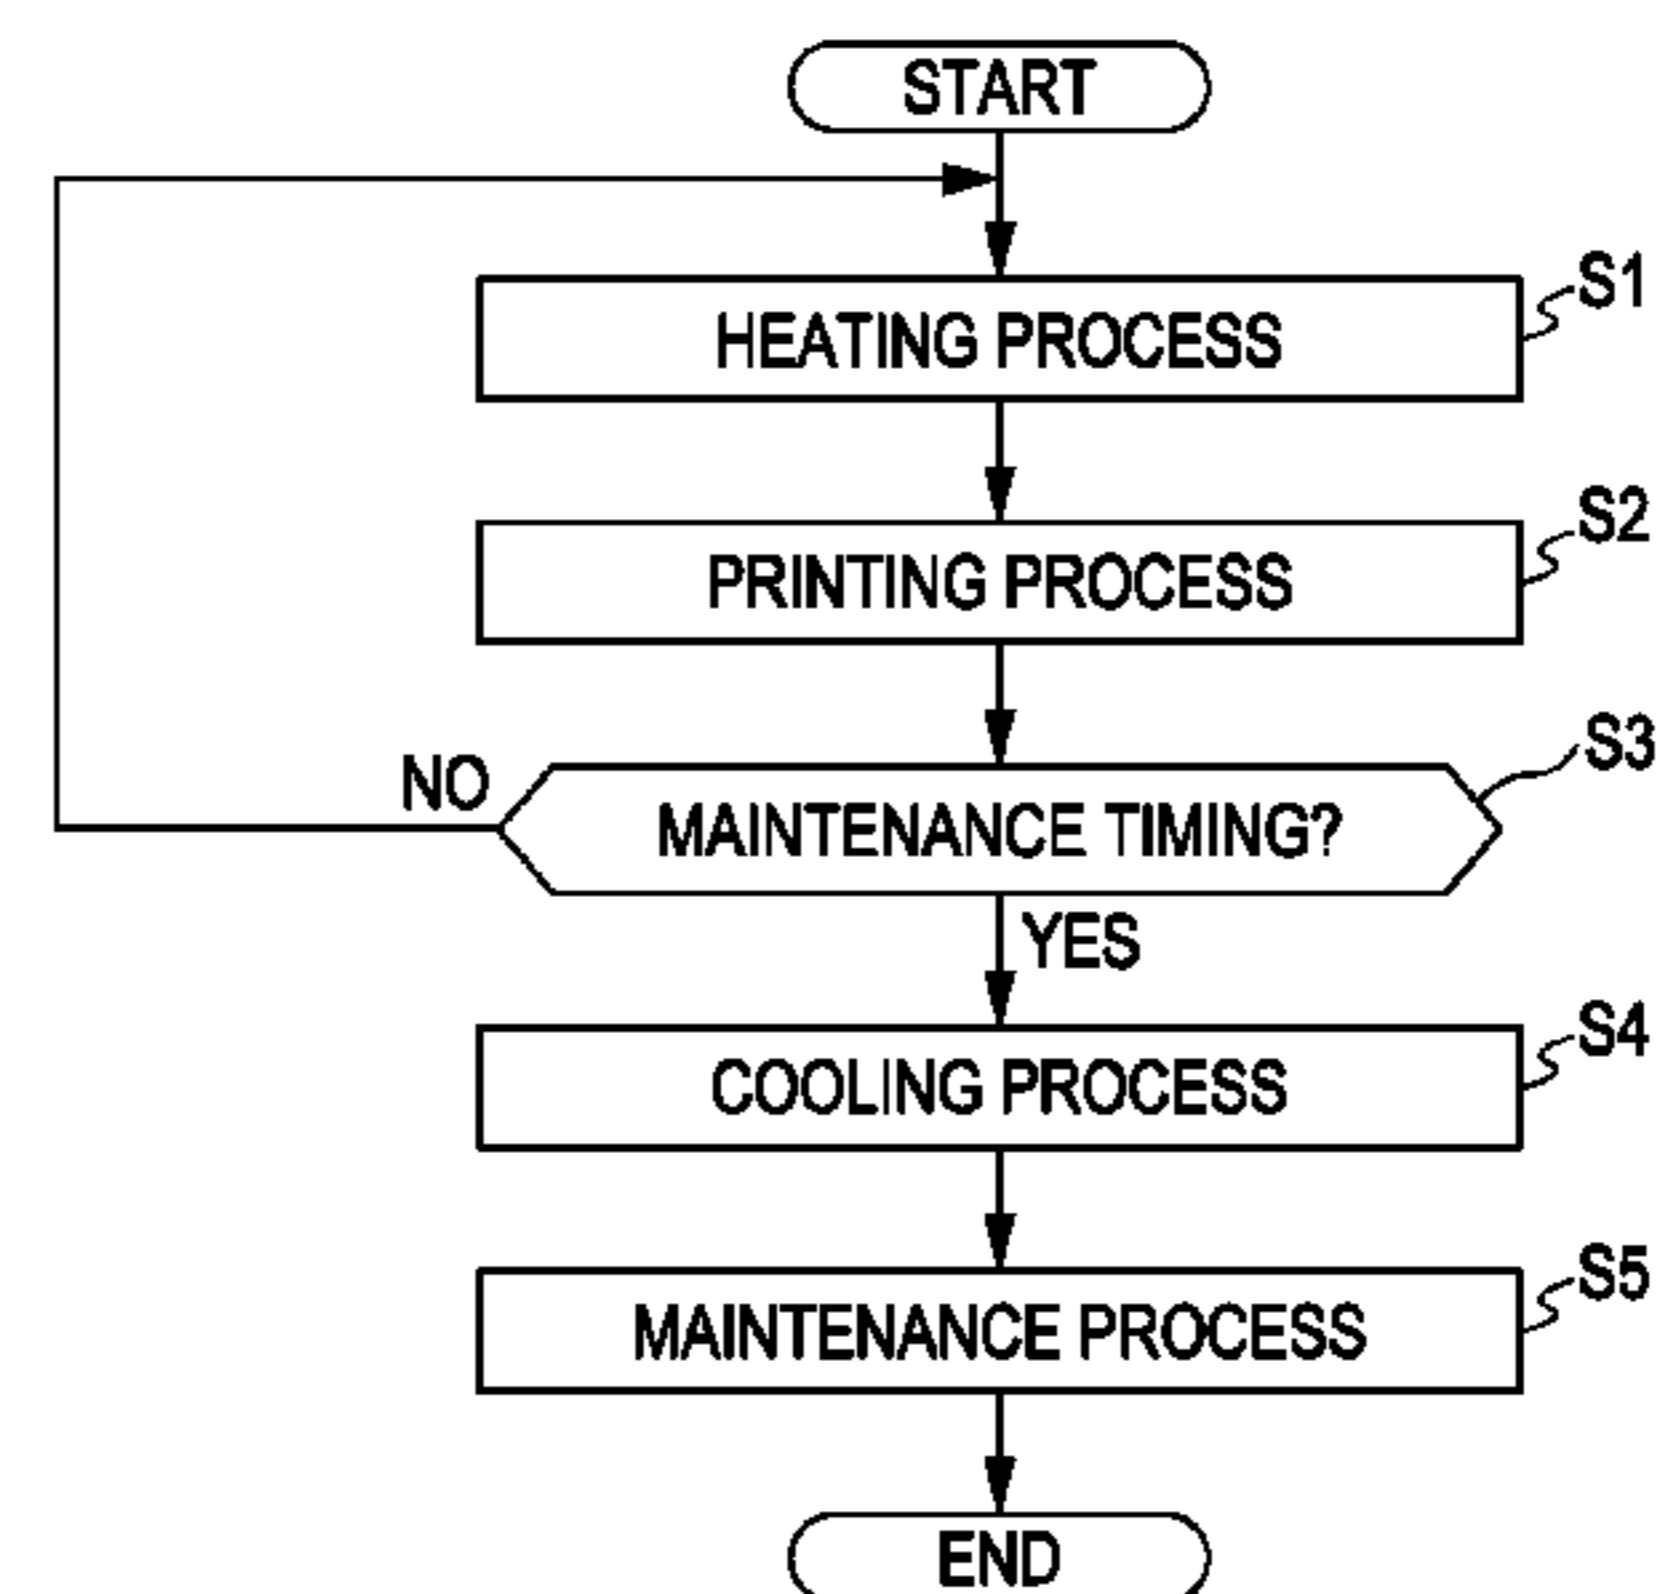 START
HEATING PROCESS
S1
PRINTING PROCESS
S2
MAINTENANCE TIMING?
S3
NO
YES
COOLING PROCESS
S4
MAINTENANCE PROCESS
S5
END